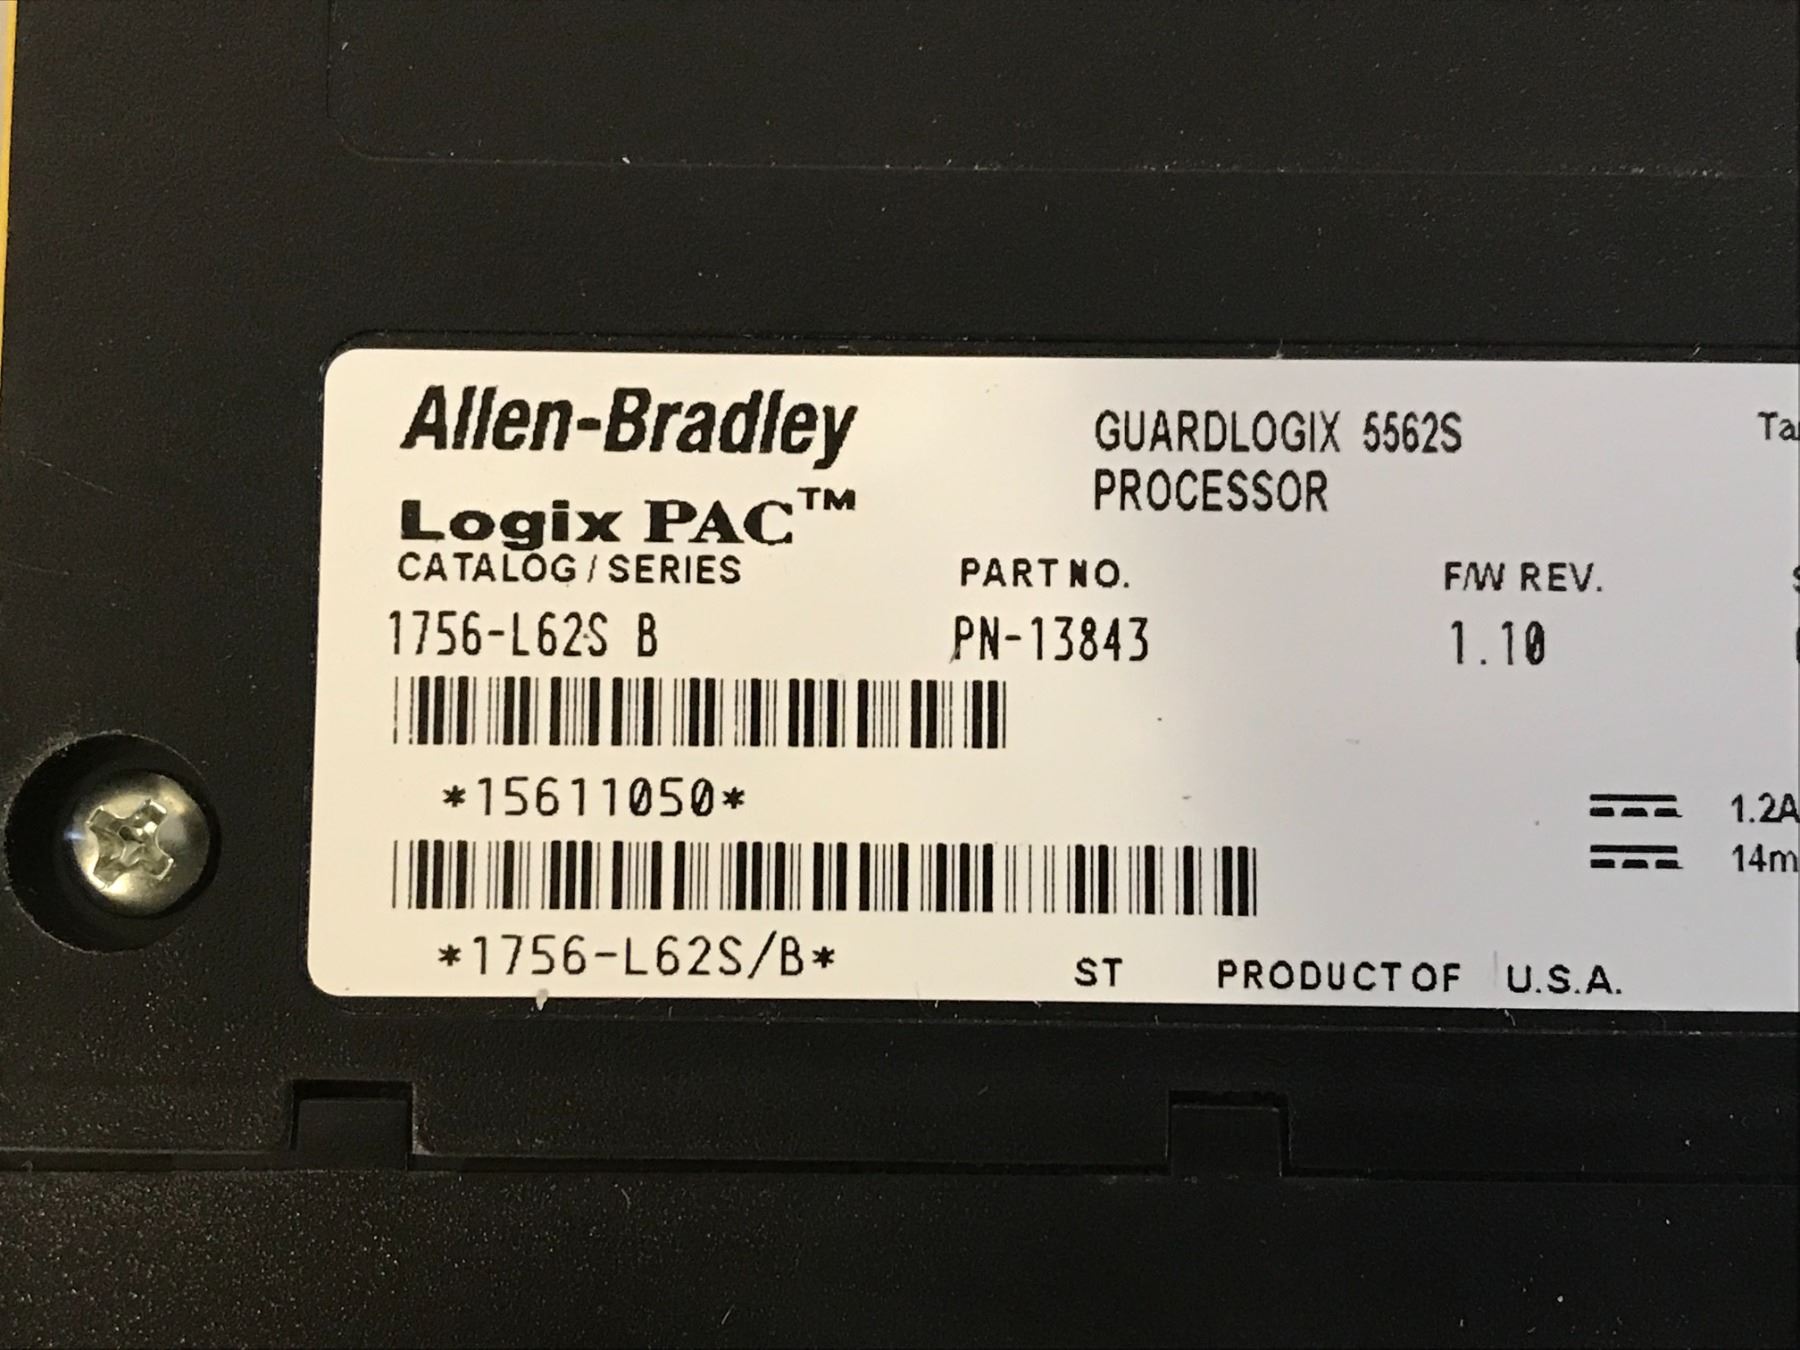 Allen-Bradley
Logix PAC™
GUARDLOGIX 5562S
PROCESSOR
CATALOG / SERIES PART NO. F/W REV.
1756-L62S B PN-13843 1.10
*15611050*
1.2A
14m
*1756-L62S/B*
ST PRODUCT OF U.S.A.